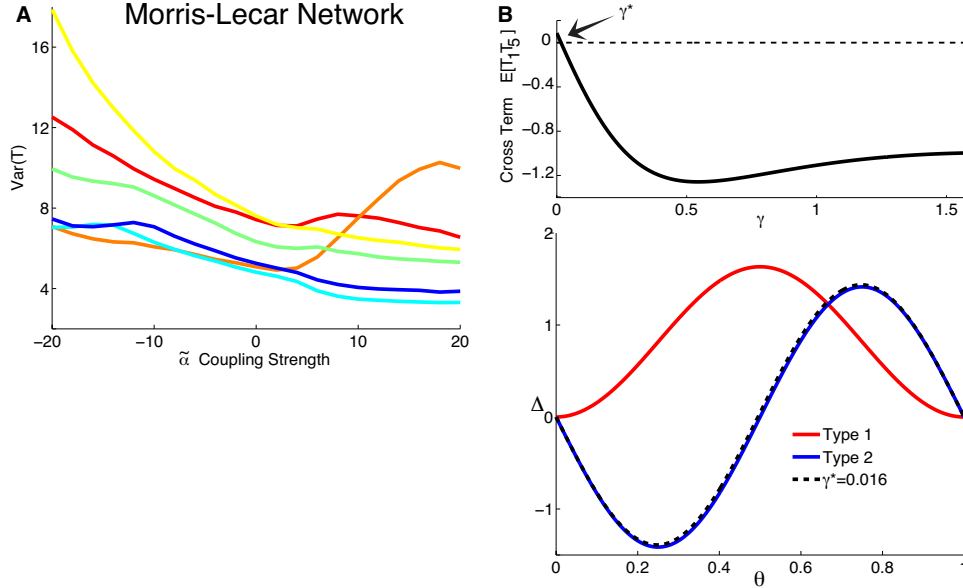 A
Morris-Lecar Network
16
12
8
4
Var(T)
−20
−10
0
10
20
α̃ Coupling Strength
B
γ*
0
−0.4
−0.8
−1.2
Cross Term E[T₁T₅]
0
0.5
1
1.5
γ
2
1
0
−1
Δ
Type 1
Type 2
γ*=0.016
0
0.2
0.4
0.6
0.8
1
θ